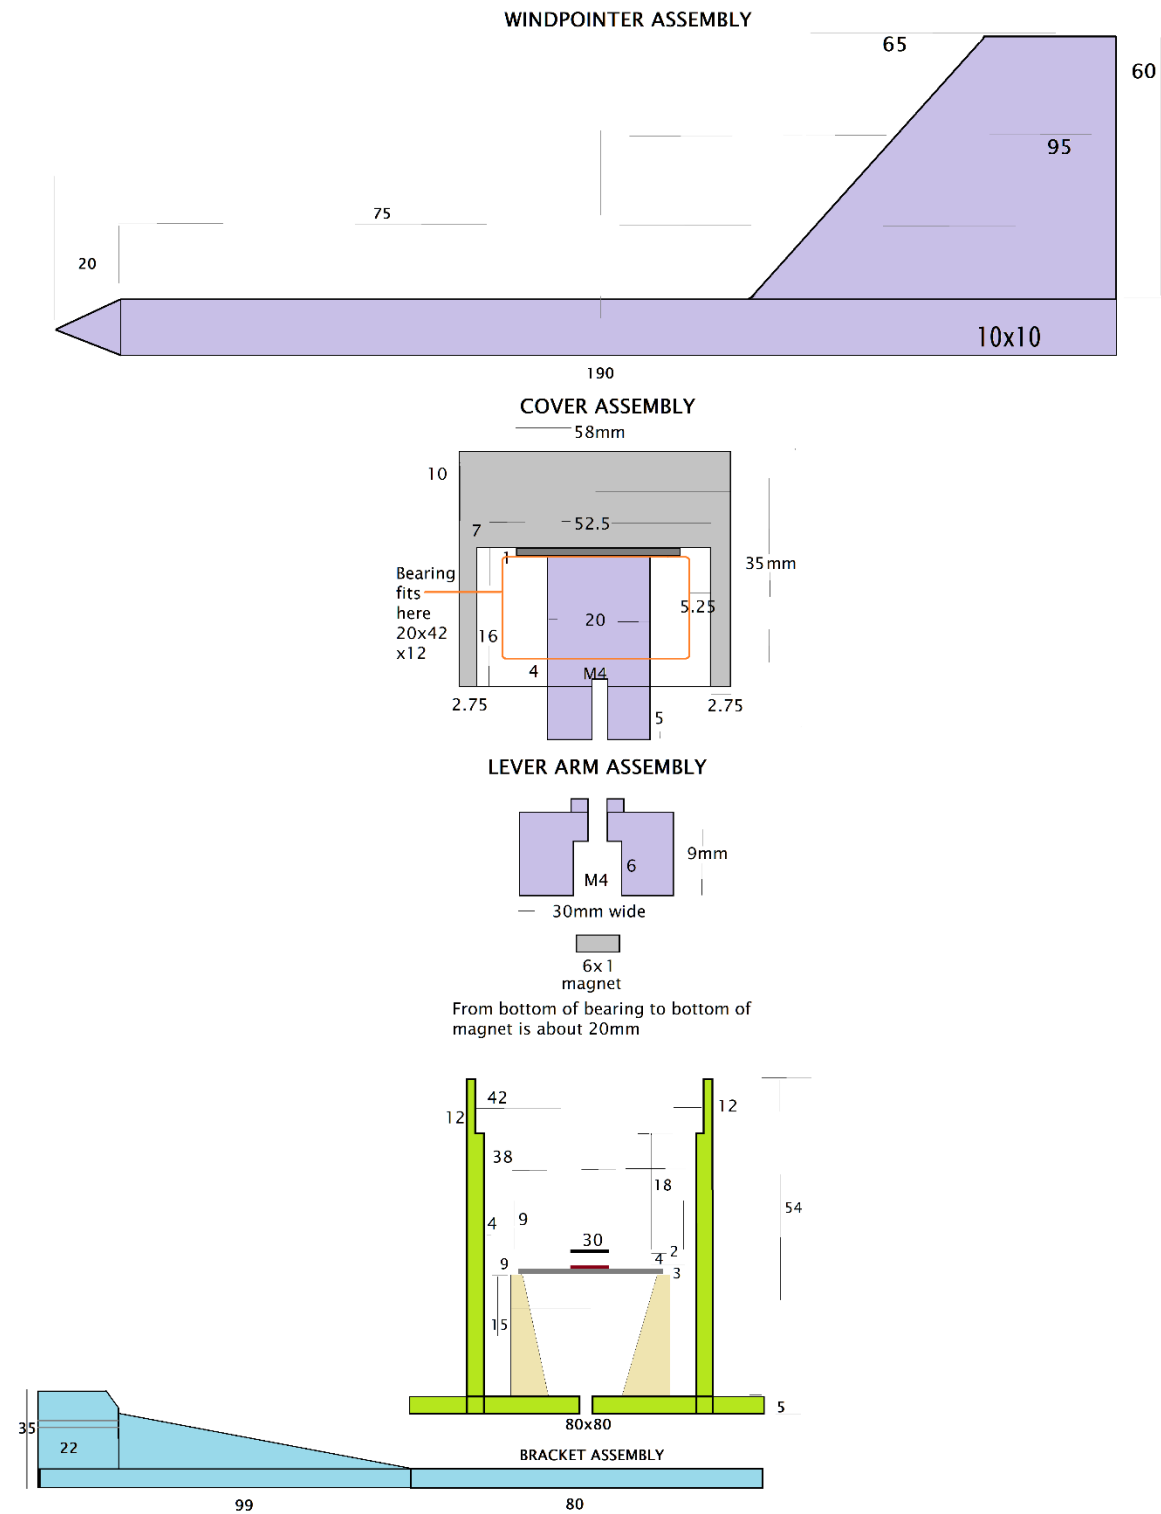 WINDPOINTER ASSEMBLY
65
60
95
75
20
10x10
190
COVER ASSEMBLY
58mm
10
7
52.5
1
35mm
Bearing
fits
here
20x42
x12
5.25
20
16
4
M4
2.75
2.75
5
LEVER ARM ASSEMBLY
9mm
6
M4
30mm wide
6x1
magnet
From bottom of bearing to bottom of
magnet is about 20mm
42
12
12
38
18
54
4
9
30
2
4
9
3
15
5
80x80
35
22
BRACKET ASSEMBLY
99
80